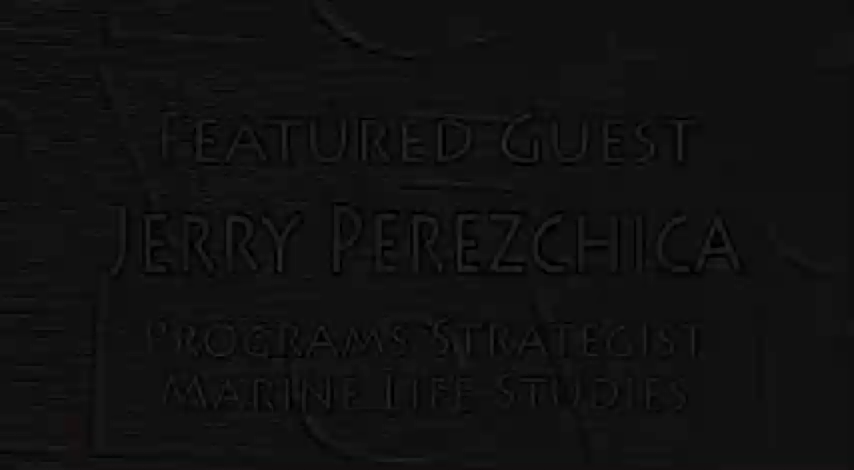 FEATURED GUEST
JERRY PEREZCHICA
PROGRAMS STRATEGIST
MARINE LIFE STUDIES